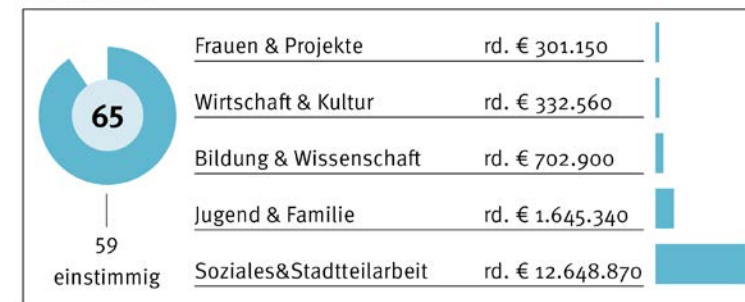 65
59
einstimmig
Frauen & Projekte rd. € 301.150
Wirtschaft & Kultur rd. € 332.560
Bildung & Wissenschaft rd. € 702.900
Jugend & Familie rd. € 1.645.340
Soziales&Stadtteilarbeit rd. € 12.648.870